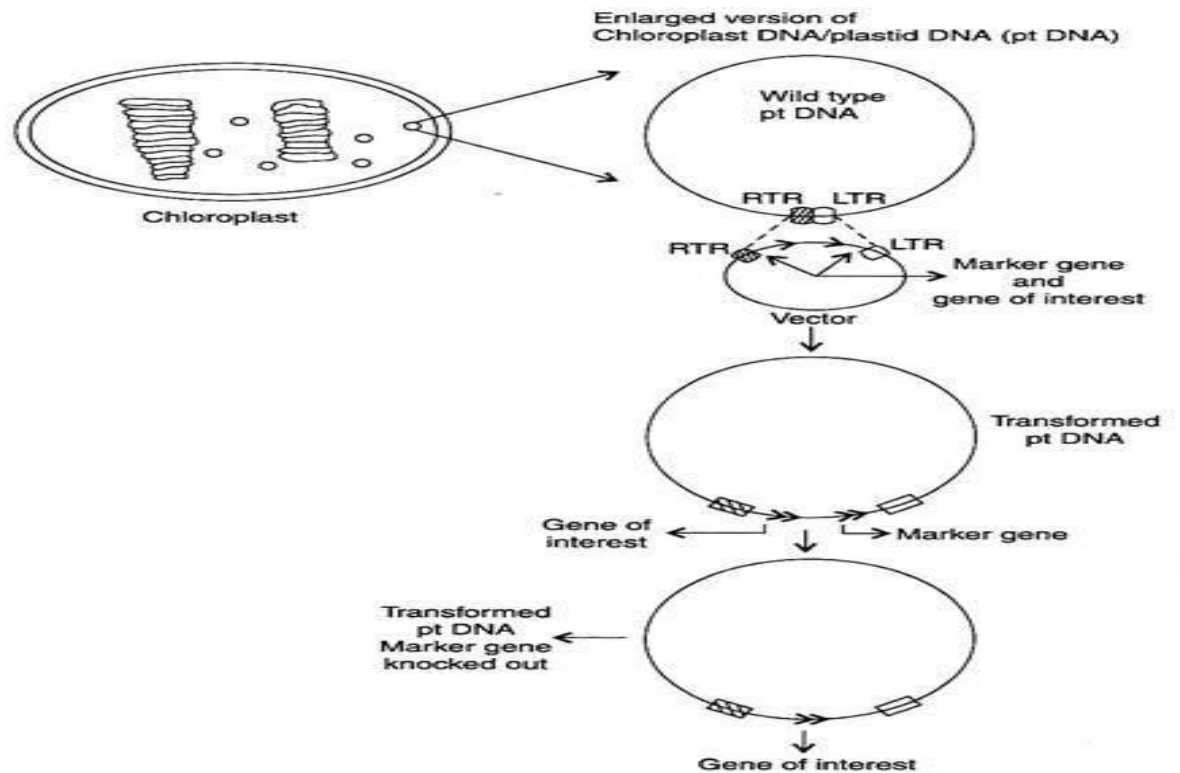 Enlarged version of
Chloroplast DNA/plastid DNA (pt DNA)
Wild type
pt DNA
Chloroplast
RTR LTR
RTR
LTR
Marker gene
and
gene of interest
Vector
Transformed
pt DNA
Gene of
interest
Marker gene
Transformed
pt DNA
Marker gene
knocked out
Gene of interest